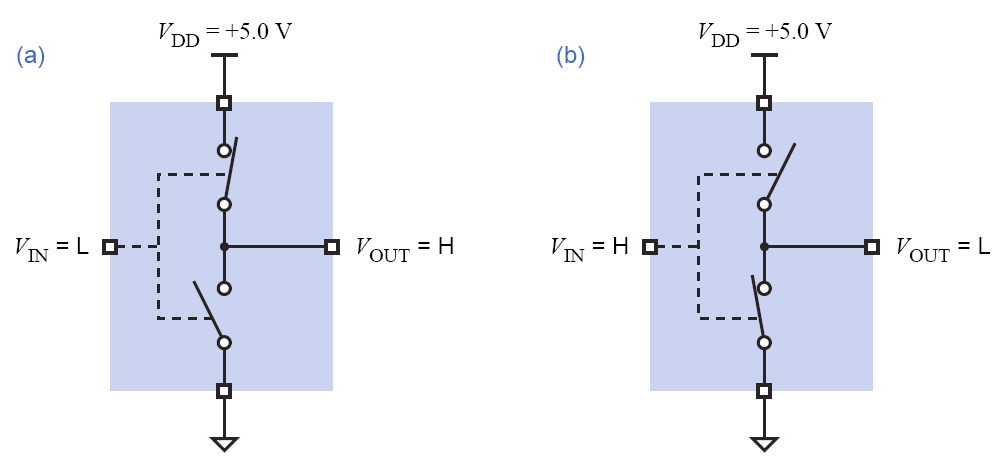 (a)
V_DD = +5.0 V
V_IN = L
V_OUT = H
(b)
V_DD = +5.0 V
V_IN = H
V_OUT = L